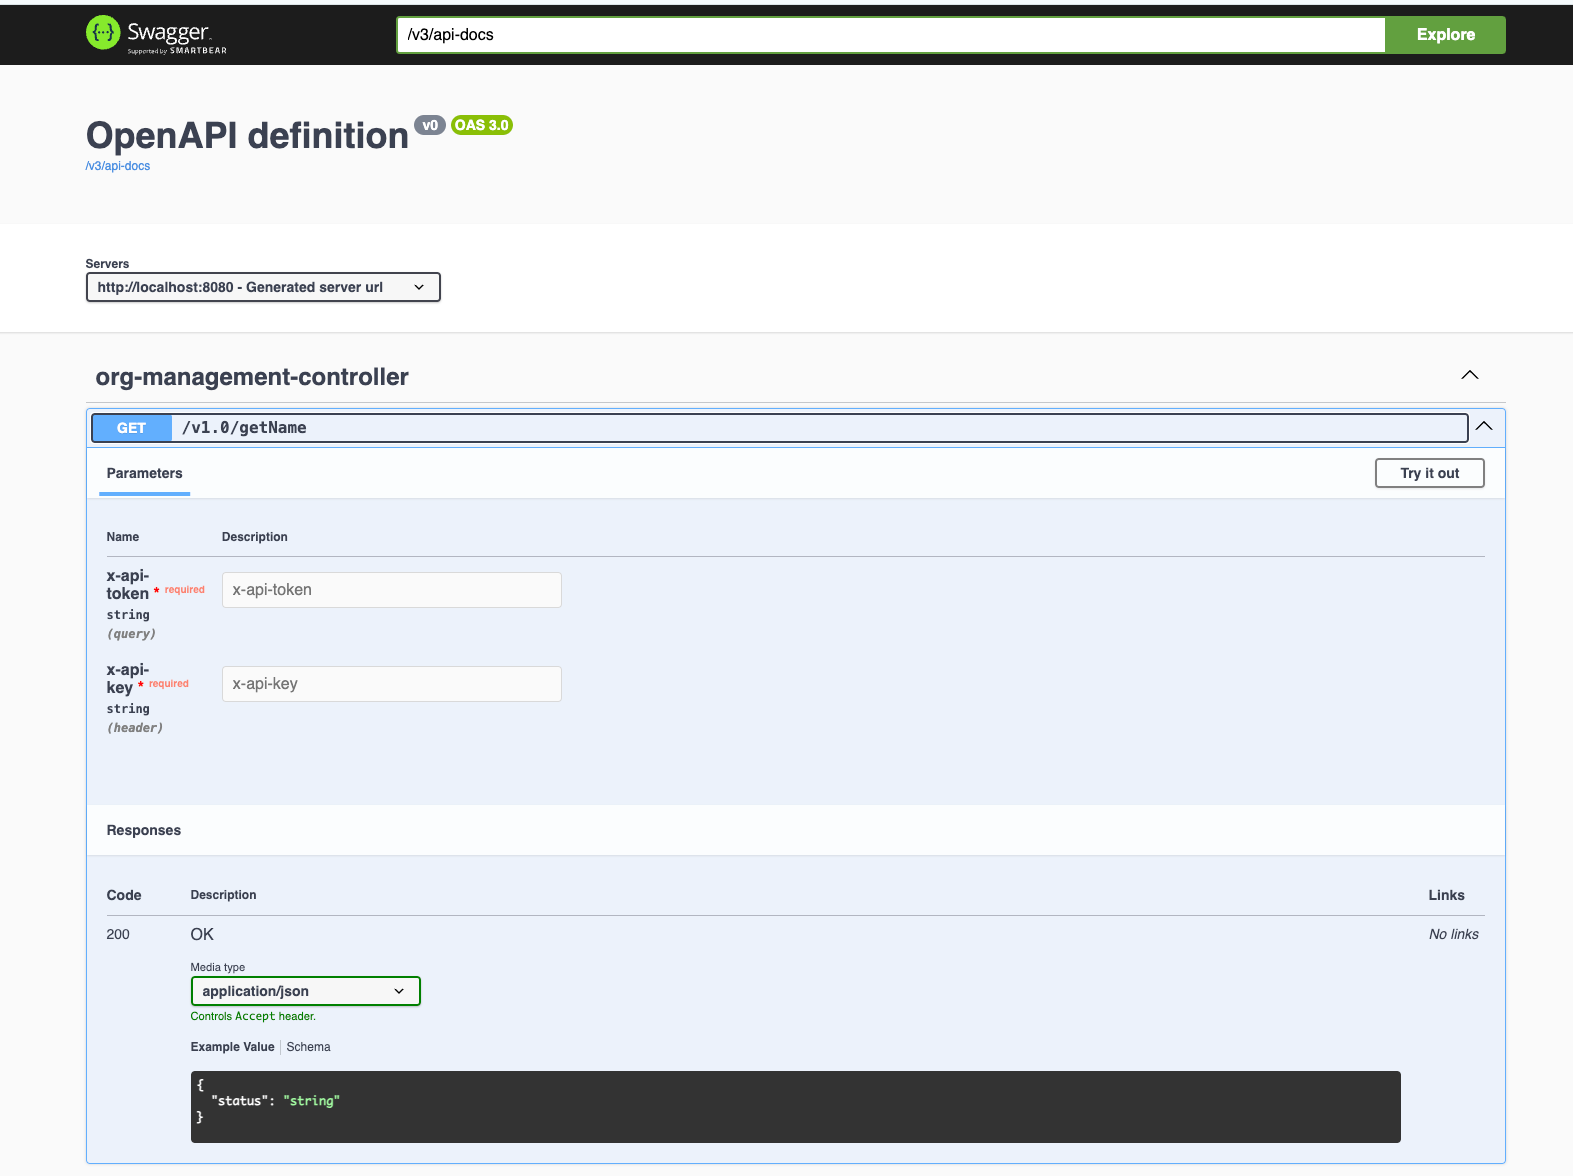 Swagger
Supported by SMARTBEAR
/v3/api-docs
Explore
OpenAPI definition v0 OAS 3.0
/v3/api-docs
Servers
http://localhost:8080 - Generated server url
org-management-controller
GET /v1.0/getName
Parameters
Try it out
Name Description
x-api-
token * required
string
(query)
x-api-token
x-api-
key * required
string
(header)
x-api-key
Responses
Code Description Links
200 OK No links
Media type
application/json
Controls Accept header.
Example Value Schema
{
"status": "string"
}